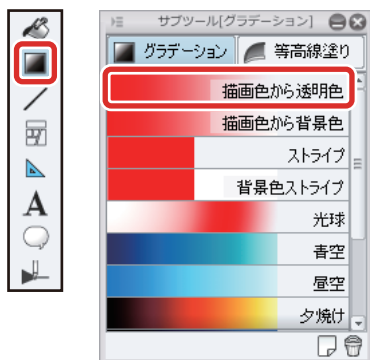 A
サブツール[グラデーション]
グラデーション 等高線塗り
描画色から透明色
描画色から背景色
ストライプ
背景色ストライプ
光球
青空
昼空
夕焼け